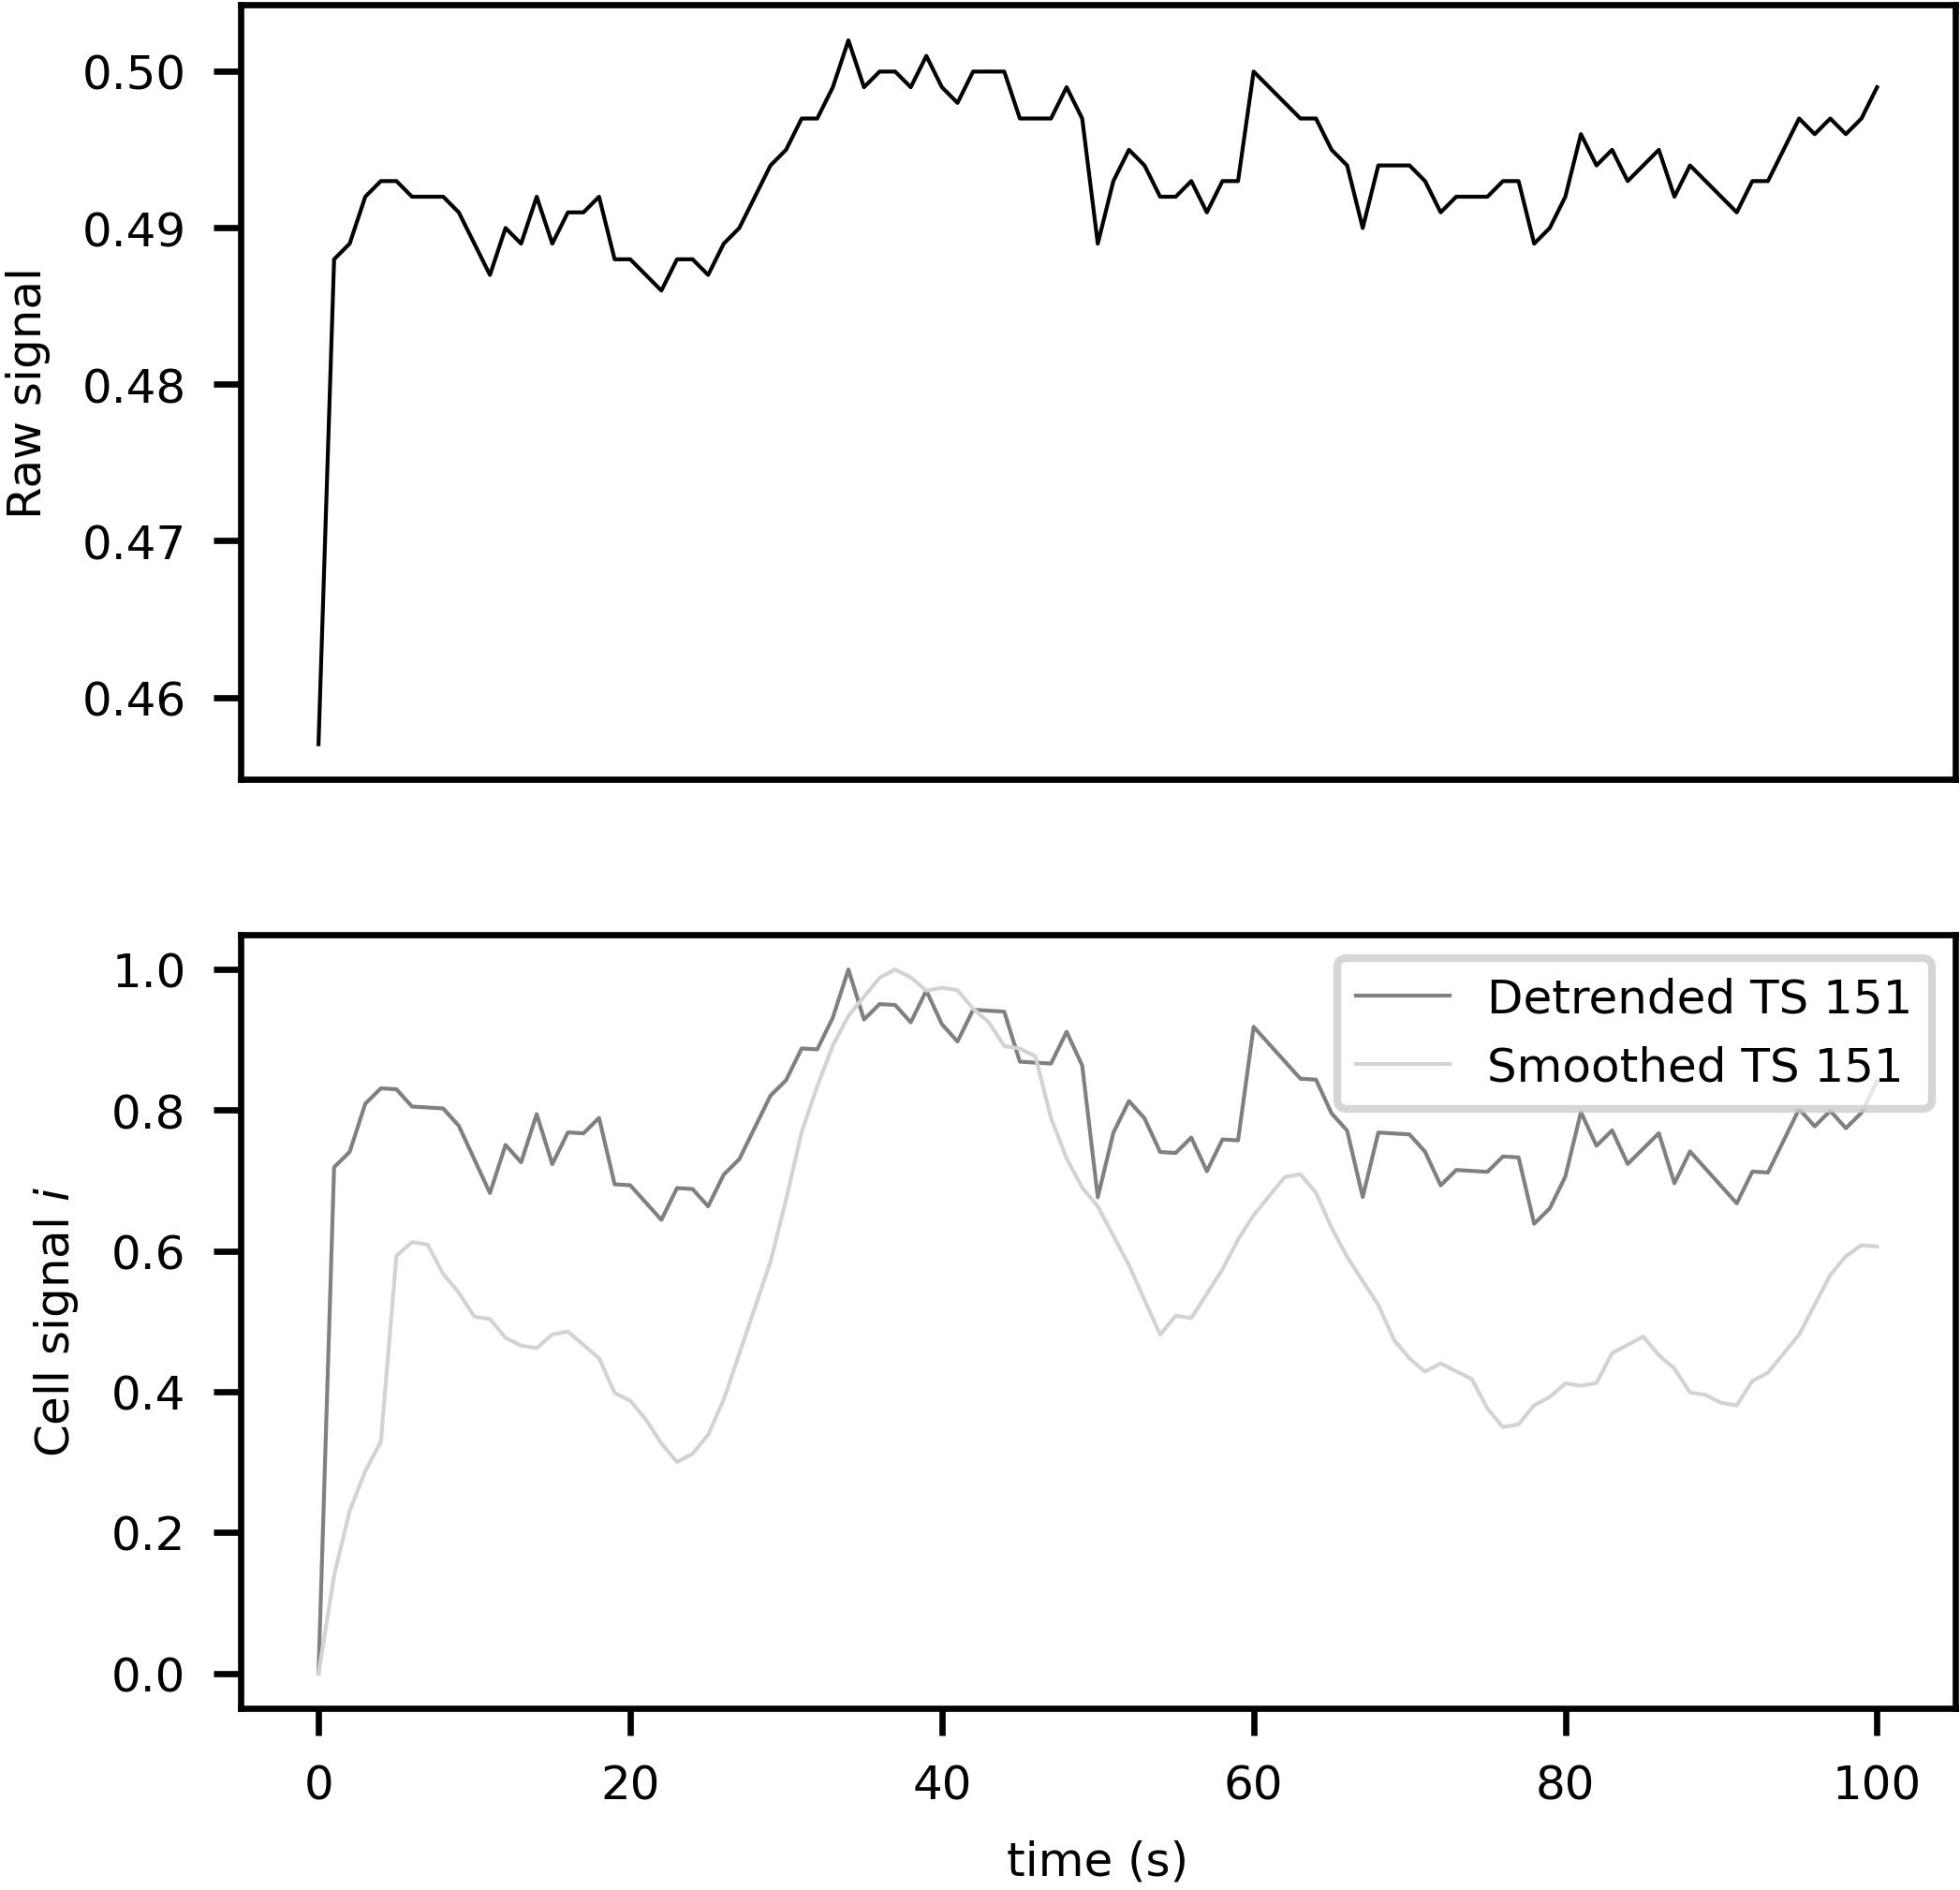 Raw signal
0.50
0.49
0.48
0.47
0.46
Cell signal i
1.0
0.8
0.6
0.4
0.2
0.0
Detrended TS 151
Smoothed TS 151
0 20 40 60 80 100
time (s)